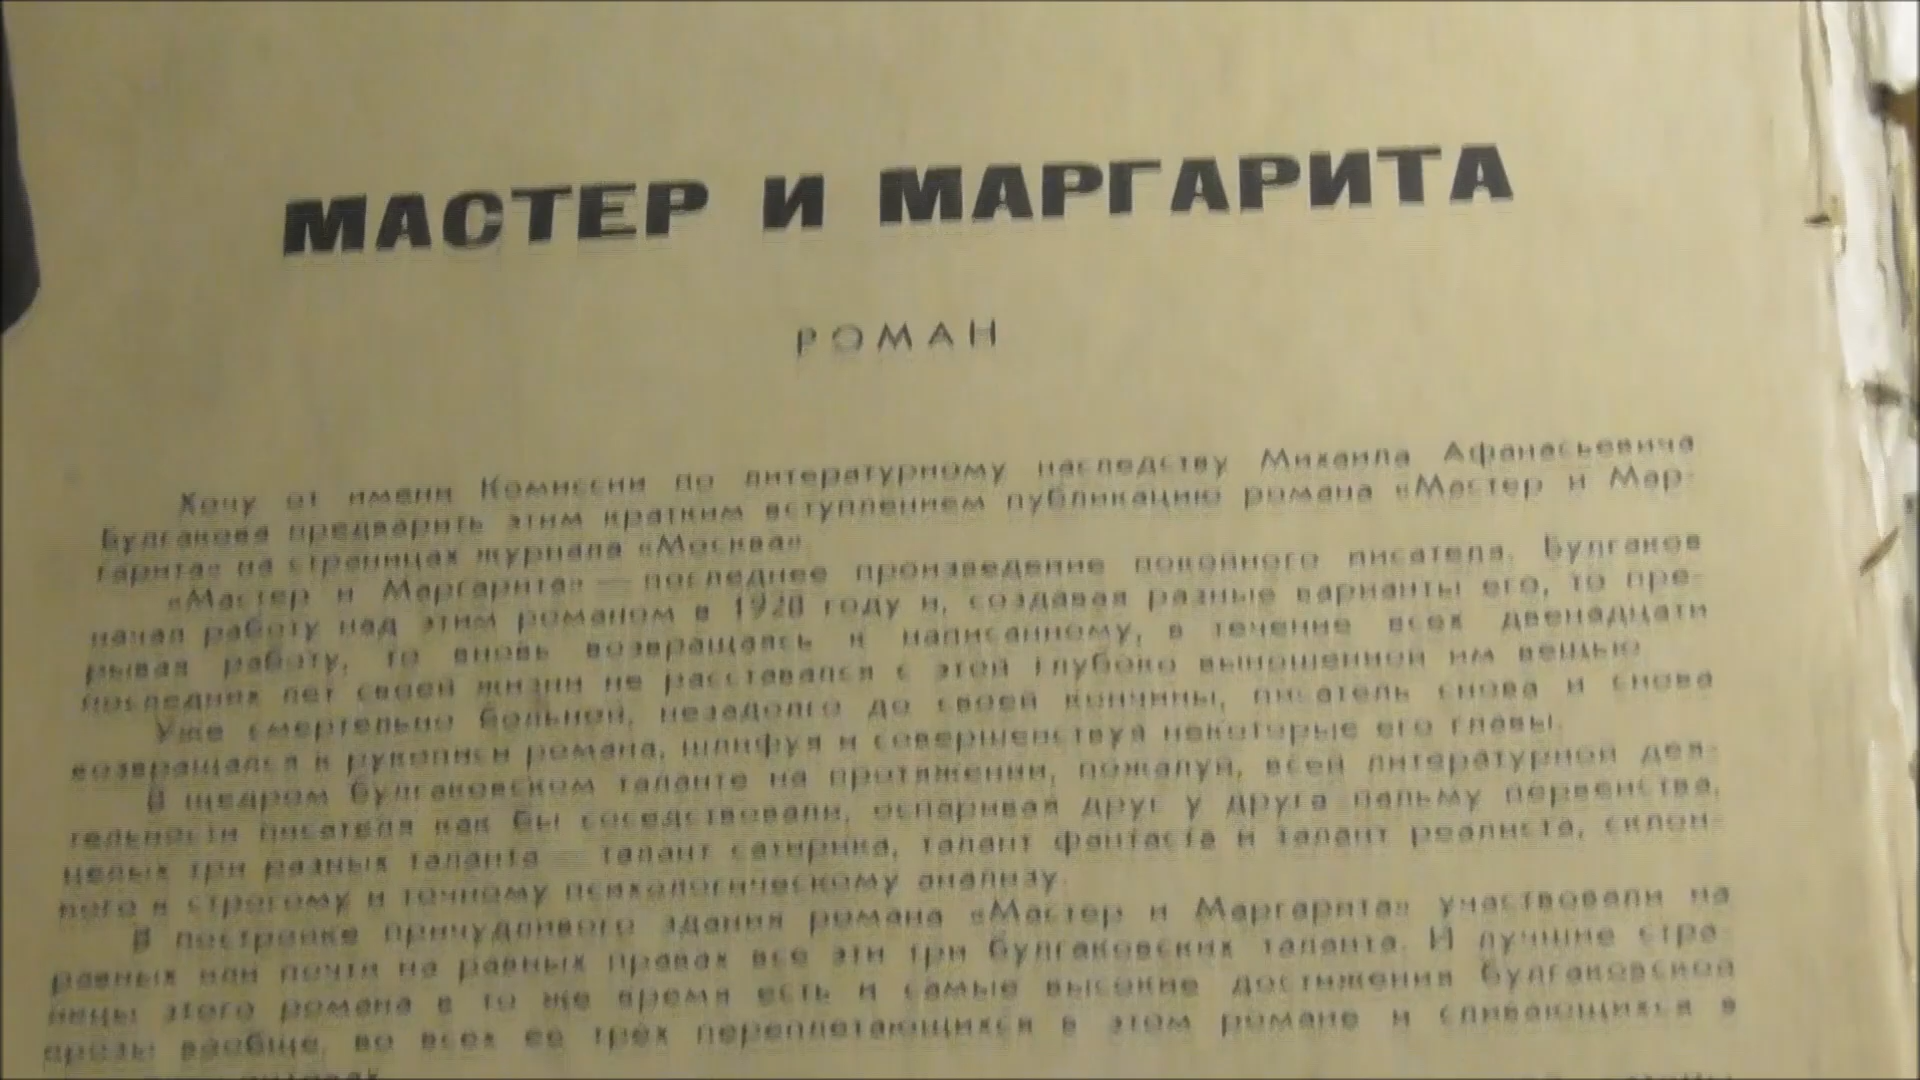 МАСТЕР И МАРГАРИТА
РОМАН
Хочу от имени Комиссии по литературному наследству Михаила Афанасьевича
Булгакова предварить этим кратким вступлением публикацию романа «Мастер и Мар-
гарита» на страницах журнала «Москва».
«Мастер и Маргарита» — последнее произведение покойного писателя. Булгаков
начал работу над этим романом в 1928 году и, создавая разные варианты его, то пре-
рывая работу, то вновь возвращаясь к написанному, в течение всех двенадцати
последних лет своей жизни не расставался с этой глубоко выношенной им вещью.
Уже смертельно больной, незадолго до своей кончины, писатель снова и снова
возвращался к рукописи романа, шлифуя и совершенствуя некоторые его главы.
В щедром булгаковском таланте на протяжении, пожалуй, всей литературной дея-
тельности писателя как бы соседствовали, оспаривая друг у друга пальму первенства,
целых три разных таланта — талант сатирика, талант фантаста и талант реалиста, склон-
ного к строгому и точному психологическому анализу.
В постройке причудливого здания романа «Мастер и Маргарита» участвовали на
равных или почти на равных правах все эти три булгаковских таланта. И лучшие стра-
ницы этого романа в то же время есть и самые высокие достижения булгаковской
прозы вообще, во всех ее трех переплетающихся в этом романе и сливающихся в